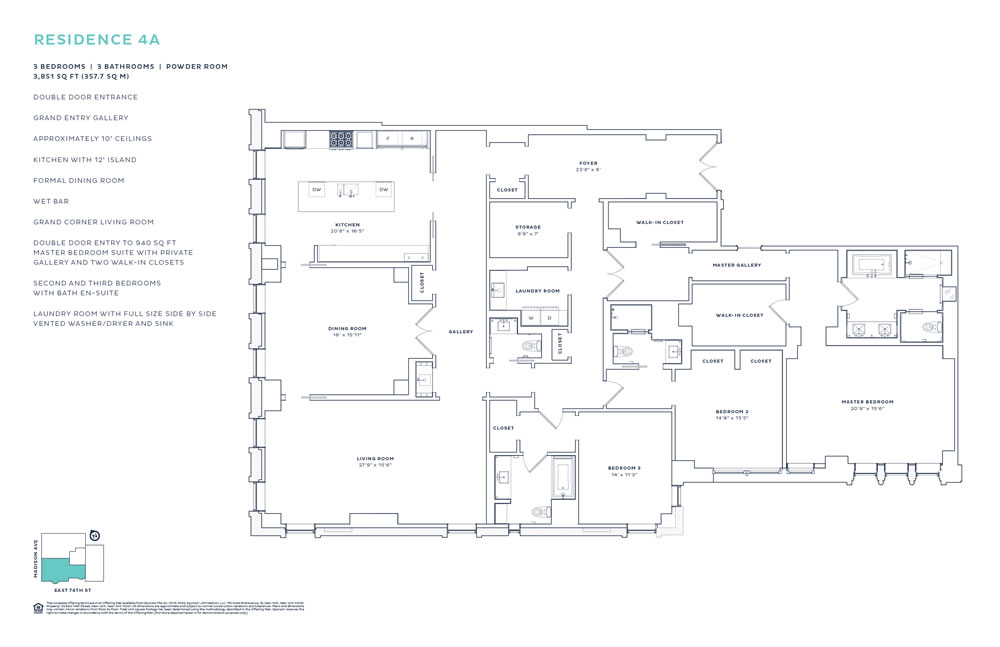 RESIDENCE 4A
3 BEDROOMS | 3 BATHROOMS | POWDER ROOM
3,851 SQ FT (357.7 SQ M)
DOUBLE DOOR ENTRANCE
GRAND ENTRY GALLERY
APPROXIMATELY 10' CEILINGS
KITCHEN WITH 12' ISLAND
FORMAL DINING ROOM
WET BAR
GRAND CORNER LIVING ROOM
DOUBLE DOOR ENTRY TO 940 SQ FT
MASTER BEDROOM SUITE WITH PRIVATE
GALLERY AND TWO WALK-IN CLOSETS
SECOND AND THIRD BEDROOMS
WITH BATH EN-SUITE
LAUNDRY ROOM WITH FULL SIZE SIDE BY SIDE
VENTED WASHER/DRYER AND SINK
F R
DW DW
KITCHEN
20'8" x 16'5"
FOYER
23'8" x 8'
CLOSET
STORAGE
9'9" x 7'
WALK-IN CLOSET
MASTER GALLERY
CLOSET
LAUNDRY ROOM
W D
WALK-IN CLOSET
DINING ROOM
18' x 15'11"
GALLERY
CLOSET
CLOSET CLOSET
MASTER BEDROOM
20'9" x 15'6"
BEDROOM 2
14'9" x 13'5"
CLOSET
LIVING ROOM
27'9" x 15'8"
BEDROOM 3
14' x 11'3"
MADISON AVE
EAST 74TH ST